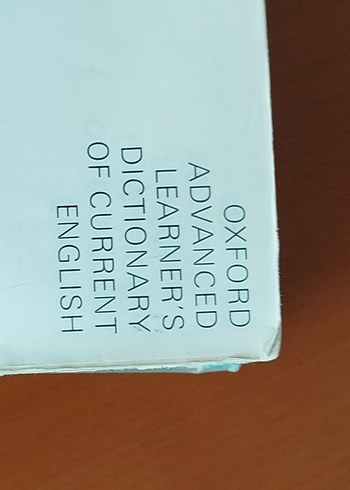 OXFORD
ADVANCED
LEARNER'S
DICTIONARY
OF CURRENT
ENGLISH